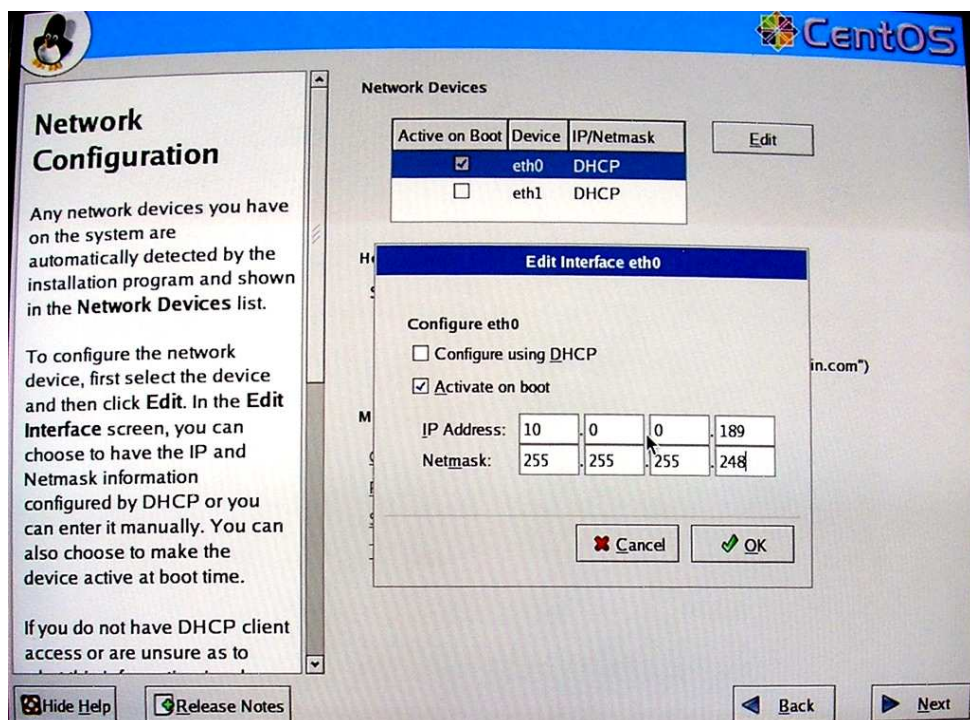 CentOS
Network
Configuration
Any network devices you have
on the system are
automatically detected by the
installation program and shown
in the Network Devices list.
To configure the network
device, first select the device
and then click Edit. In the Edit
Interface screen, you can
choose to have the IP and
Netmask information
configured by DHCP or you
can enter it manually. You can
also choose to make the
device active at boot time.
If you do not have DHCP client
access or are unsure as to
Network Devices
Active on Boot Device IP/Netmask
eth0 DHCP
eth1 DHCP
Edit
in.com")
Edit Interface eth0
Configure eth0
Configure using DHCP
Activate on boot
IP Address: 10 . 0 . 0 . 189
Netmask: 255 . 255 . 255 . 248
Cancel OK
Hide Help Release Notes Back Next